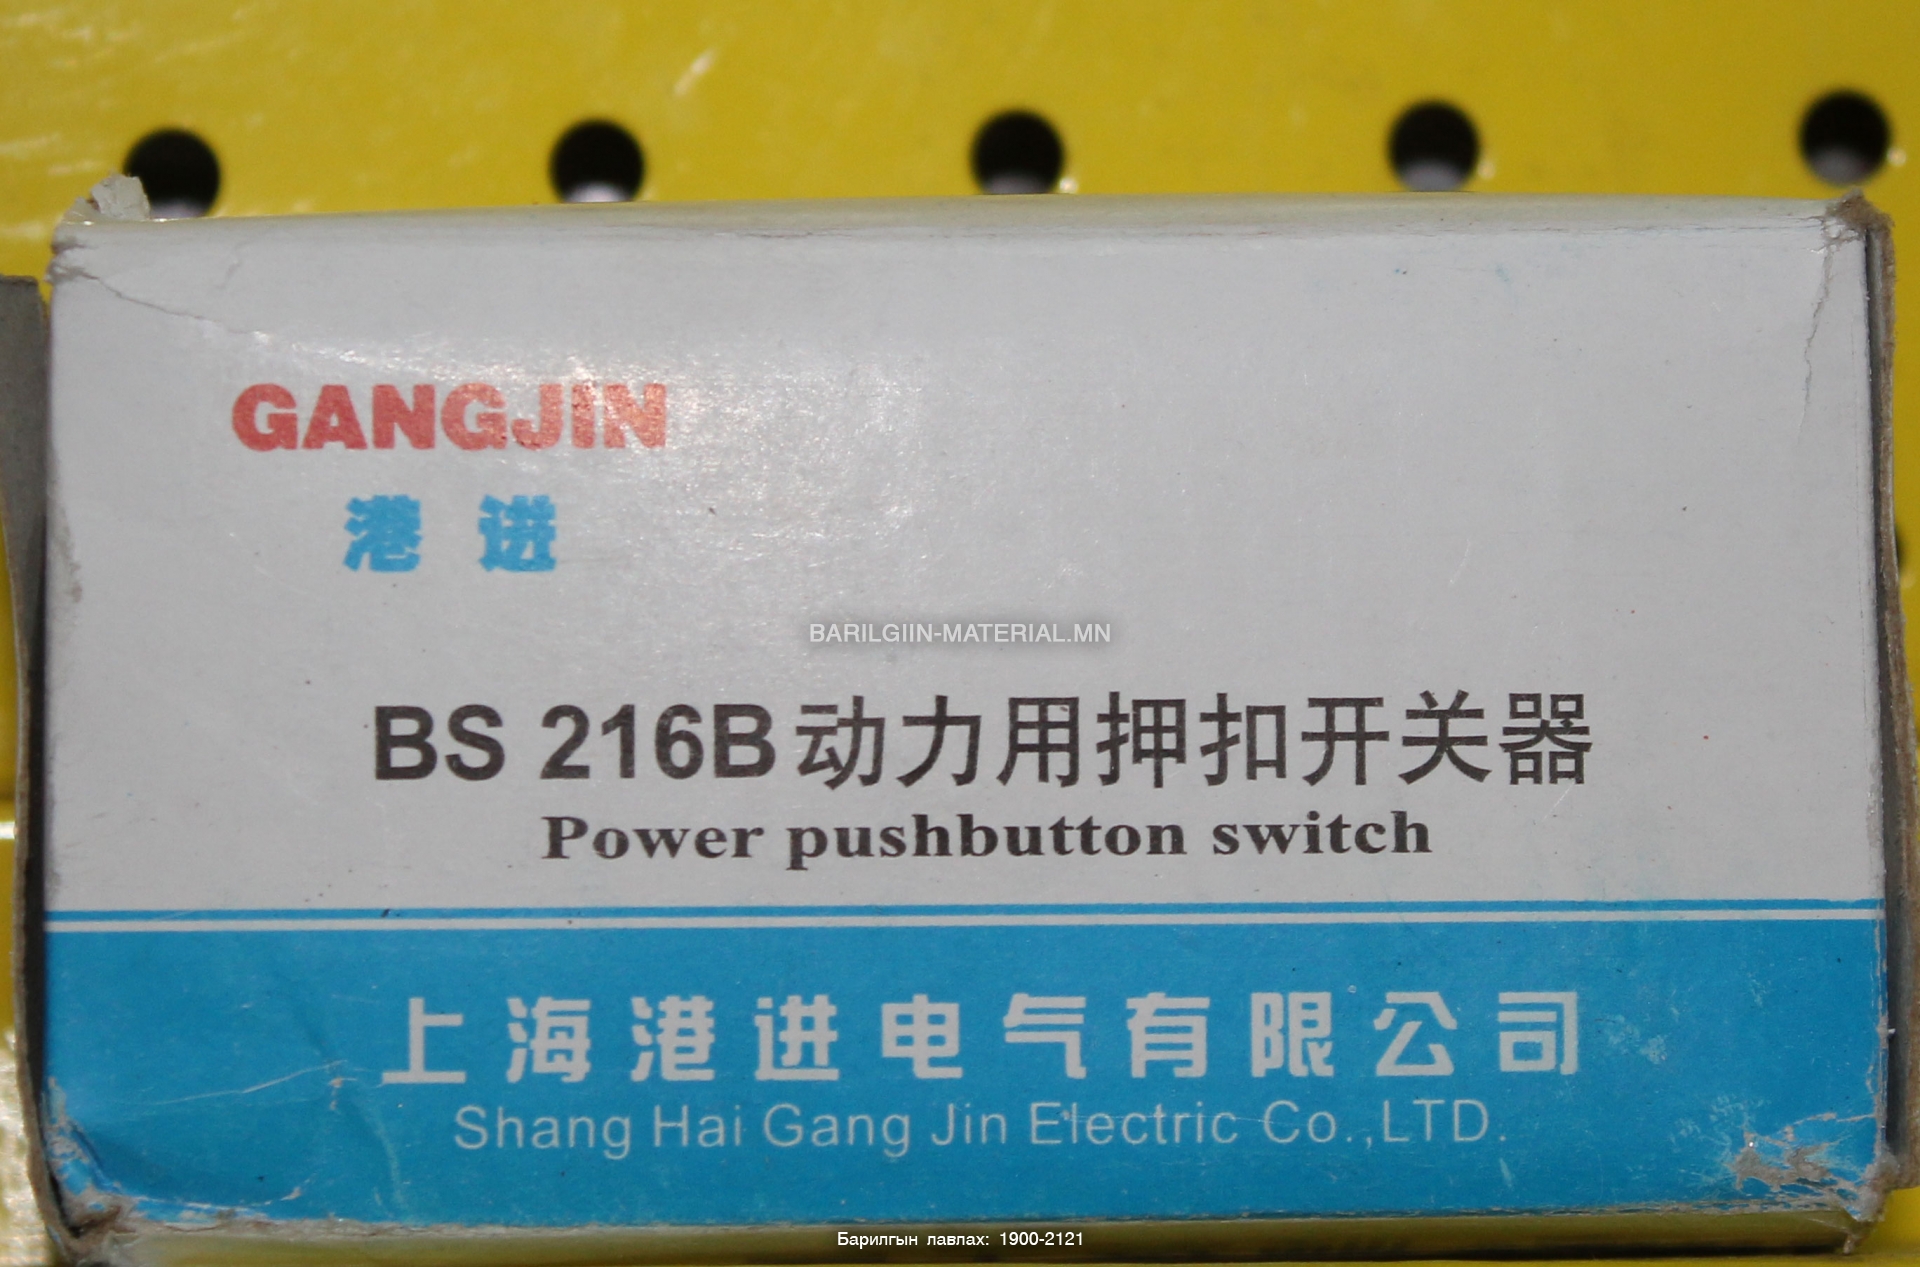 GANGJIN
港进
BARILGIIN-MATERIAL.MN
BS 216B动力用押扣开关器
Power pushbutton switch
上海港进电气有限公司
Shang Hai Gang Jin Electric Co.,LTD.
Барилгын лавлах: 1900-2121